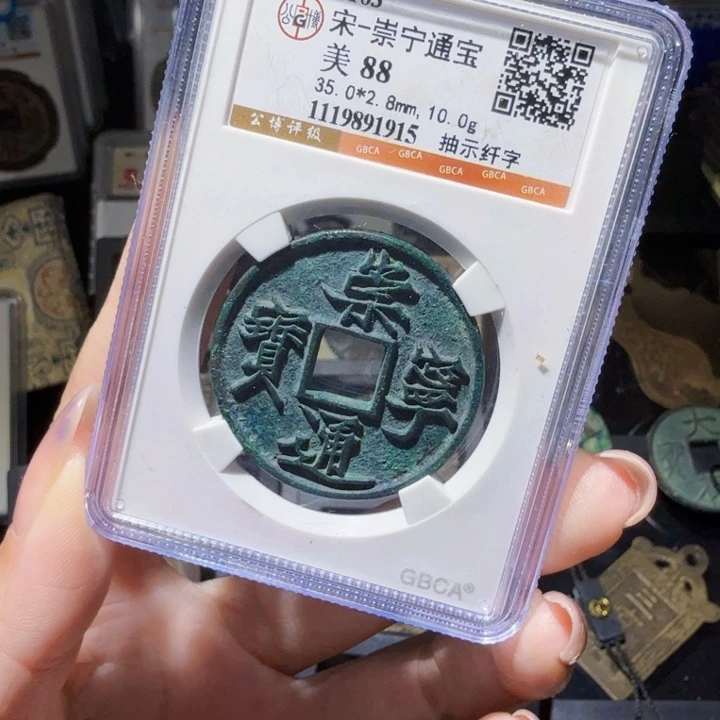 宋-崇宁通宝
美 88
35.0*2.8mm, 10.0g
1119891915 抽示纤字
公博评级 GBCA GBCA GBCA GBCA GBCA
崇寧通寶
GBCA®
大